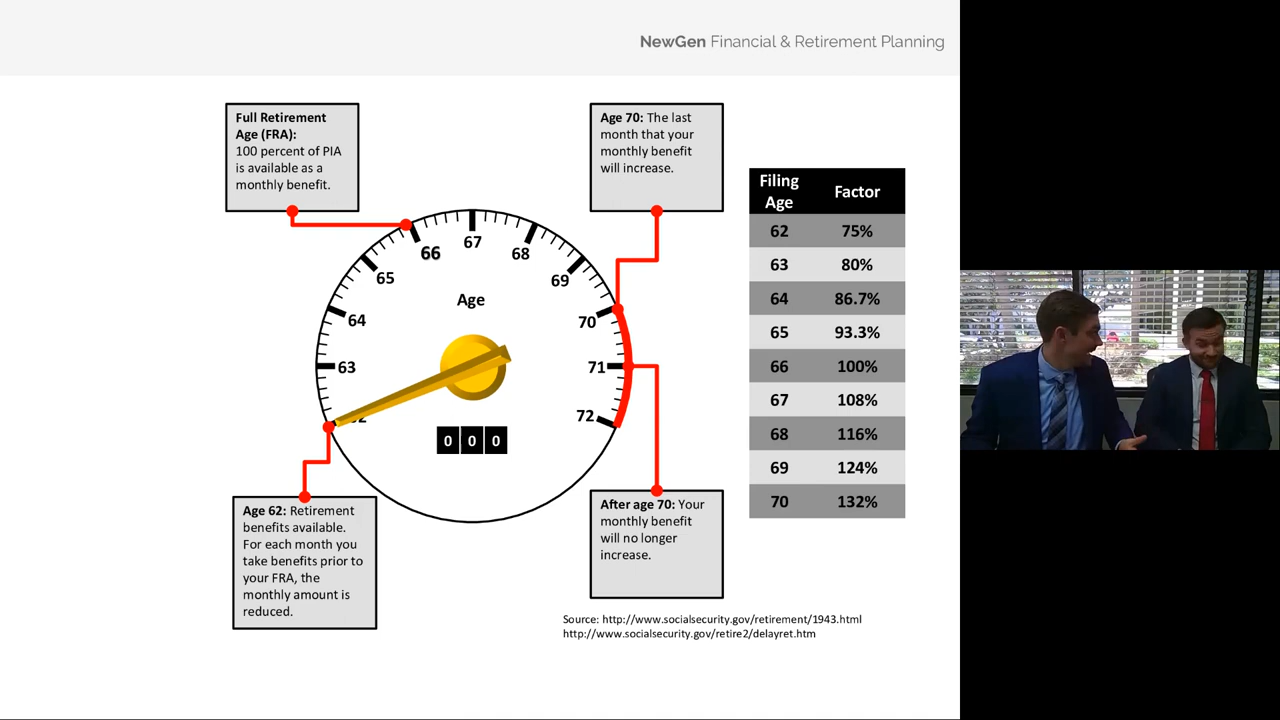 NewGen Financial & Retirement Planning
Full Retirement
Age (FRA):
100 percent of PIA
is available as a
monthly benefit.
Age 70: The last
month that your
monthly benefit
will increase.
Filing Age Factor
62 75%
63 80%
64 86.7%
65 93.3%
66 100%
67 108%
68 116%
69 124%
70 132%
Age
63
64
65
66
67
68
69
70
71
72
0 0 0
Age 62: Retirement
benefits available.
For each month you
take benefits prior to
your FRA, the
monthly amount is
reduced.
After age 70: Your
monthly benefit
will no longer
increase.
Source: http://www.socialsecurity.gov/retirement/1943.html
http://www.socialsecurity.gov/retire2/delayret.htm